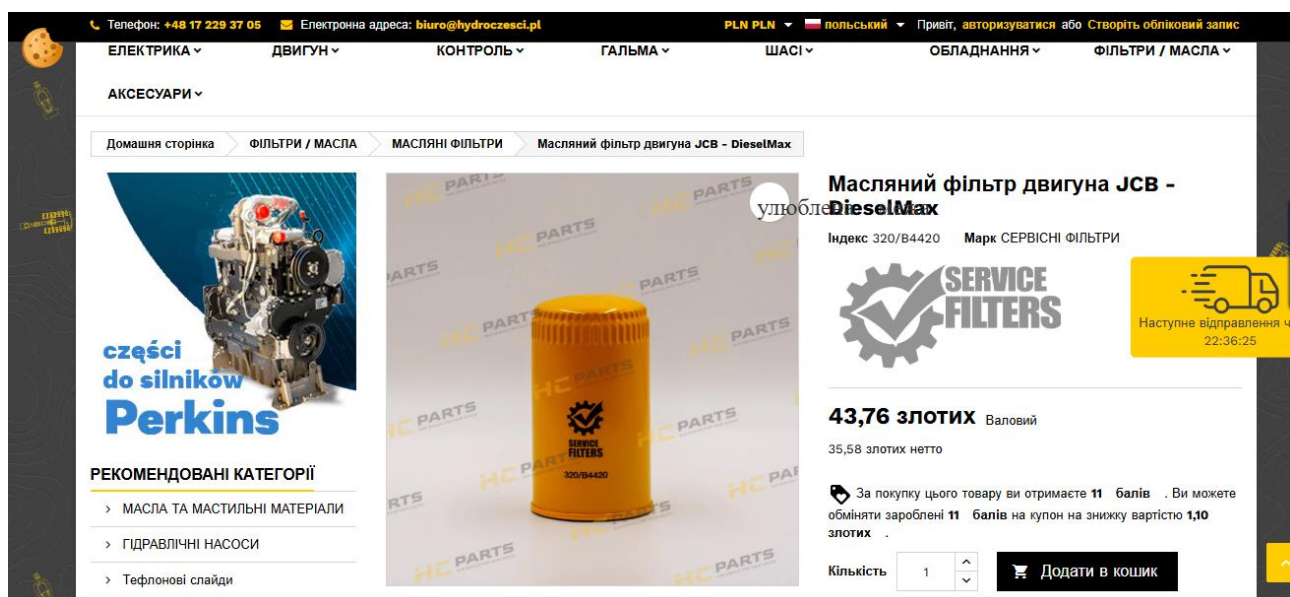 Телефон: +48 17 229 37 05 Електронна адреса: biuro@hydroczesci.pl PLN PLN польський Привіт, авторизуватися або Створіть обліковий запис
ЕЛЕКТРИКА ДВИГУН КОНТРОЛЬ ГАЛЬМА ШАСІ ОБЛАДНАННЯ ФІЛЬТРИ / МАСЛА
АКСЕСУАРИ
Домашня сторінка ФІЛЬТРИ / МАСЛА МАСЛЯНІ ФІЛЬТРИ Масляний фільтр двигуна JCB - DieselMax
części
do silników
Perkins
РЕКОМЕНДОВАНІ КАТЕГОРІЇ
МАСЛА ТА МАСТИЛЬНІ МАТЕРІАЛИ
ГІДРАВЛІЧНІ НАСОСИ
Тефлонові слайди
HC PARTS
SERVICE
FILTERS
320/B4420
Масляний фільтр двигуна JCB -
DieselMax
Індекс 320/B4420 Марк СЕРВІСНІ ФІЛЬТРИ
SERVICE
FILTERS
Наступне відправлення
22:36:25
43,76 злотих Валовий
35,58 злотих нетто
За покупку цього товару ви отримаєте 11 балів . Ви можете
обміняти зароблені 11 балів на купон на знижку вартістю 1,10
злотих .
Кількість 1 Додати в кошик